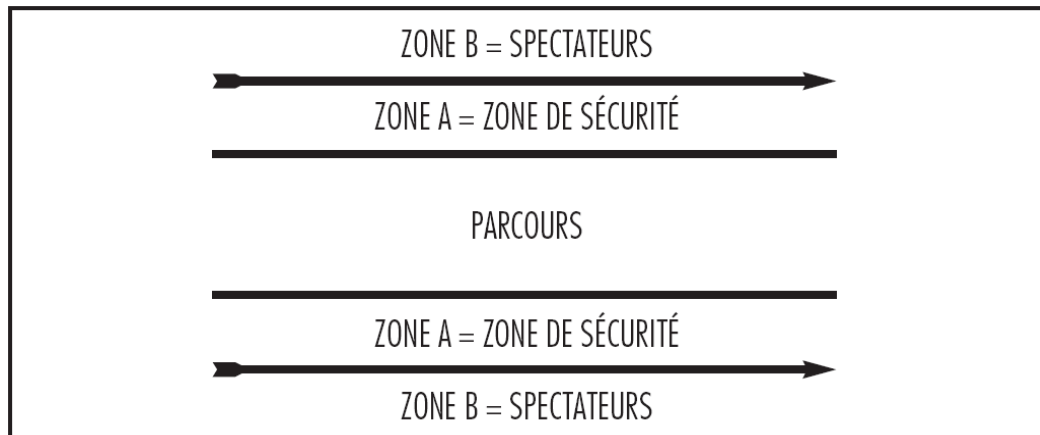 ZONE B = SPECTATEURS
ZONE A = ZONE DE SÉCURITÉ
PARCOURS
ZONE A = ZONE DE SÉCURITÉ
ZONE B = SPECTATEURS